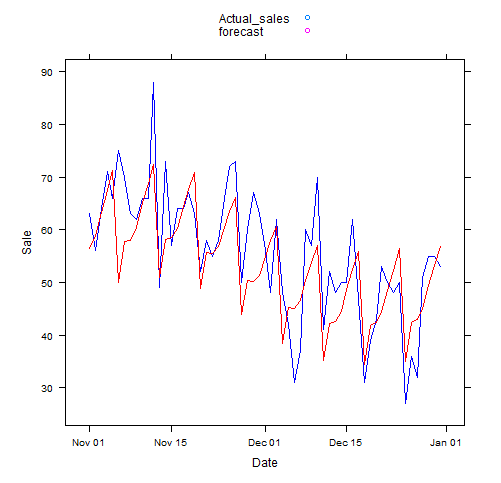 Actual_sales
forecast
90
80
70
60
50
40
30
Sale
Nov 01
Nov 15
Dec 01
Dec 15
Jan 01
Date